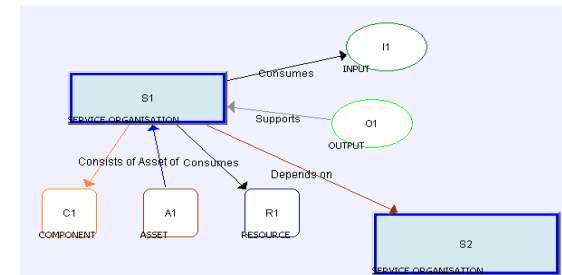 I1
INPUT
Consumes
S1
SERVICE ORGANISATION
Supports
O1
OUTPUT
Consists of Asset of Consumes
Depends on
C1
COMPONENT
A1
ASSET
R1
RESOURCE
S2
SERVICE ORGANISATION